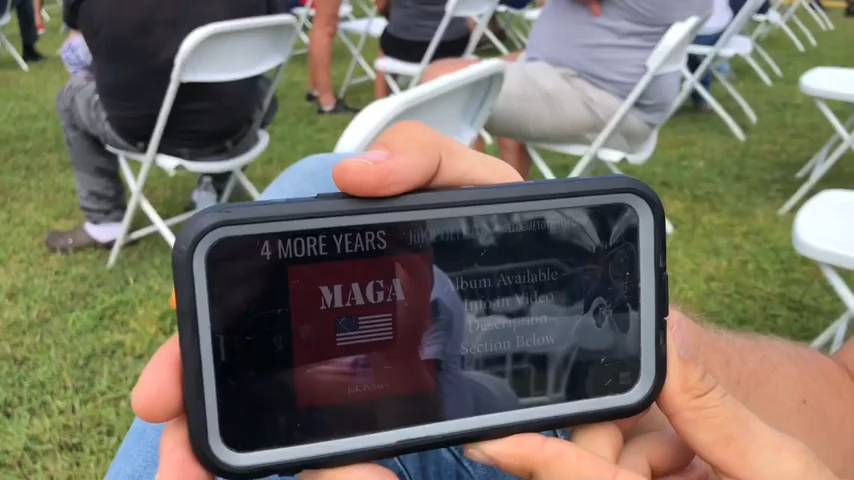 4 MORE YEARS
MAGA
Album Available
Info in Video
Description
Section Below